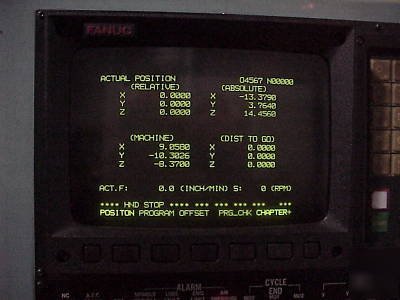 FANUC
ACTUAL POSITION O4567 N00000
(RELATIVE) (ABSOLUTE)
X 0.0000 X -13.3790
Y 0.0000 Y 3.7640
Z 0.0000 Z 14.4560
(MACHINE) (DIST TO GO)
X 9.0580 X 0.0000
Y -10.3026 Y 0.0000
Z -8.3700 Z 0.0000
ACT.F: 0.0 (INCH/MIN) S: 0 (RPM)
**** HND STOP **** *** *** *** ***
POSITON PROGRAM OFFSET PRG_CHK CHAPTER+
ALARM CYCLE
NC END